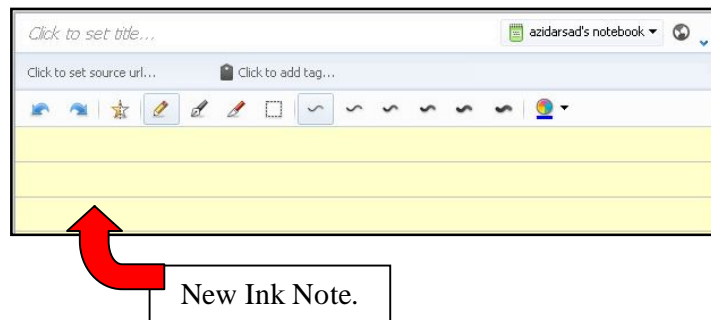 Click to set title...
azidarsad's notebook
Click to set source url...
Click to add tag...
New Ink Note.